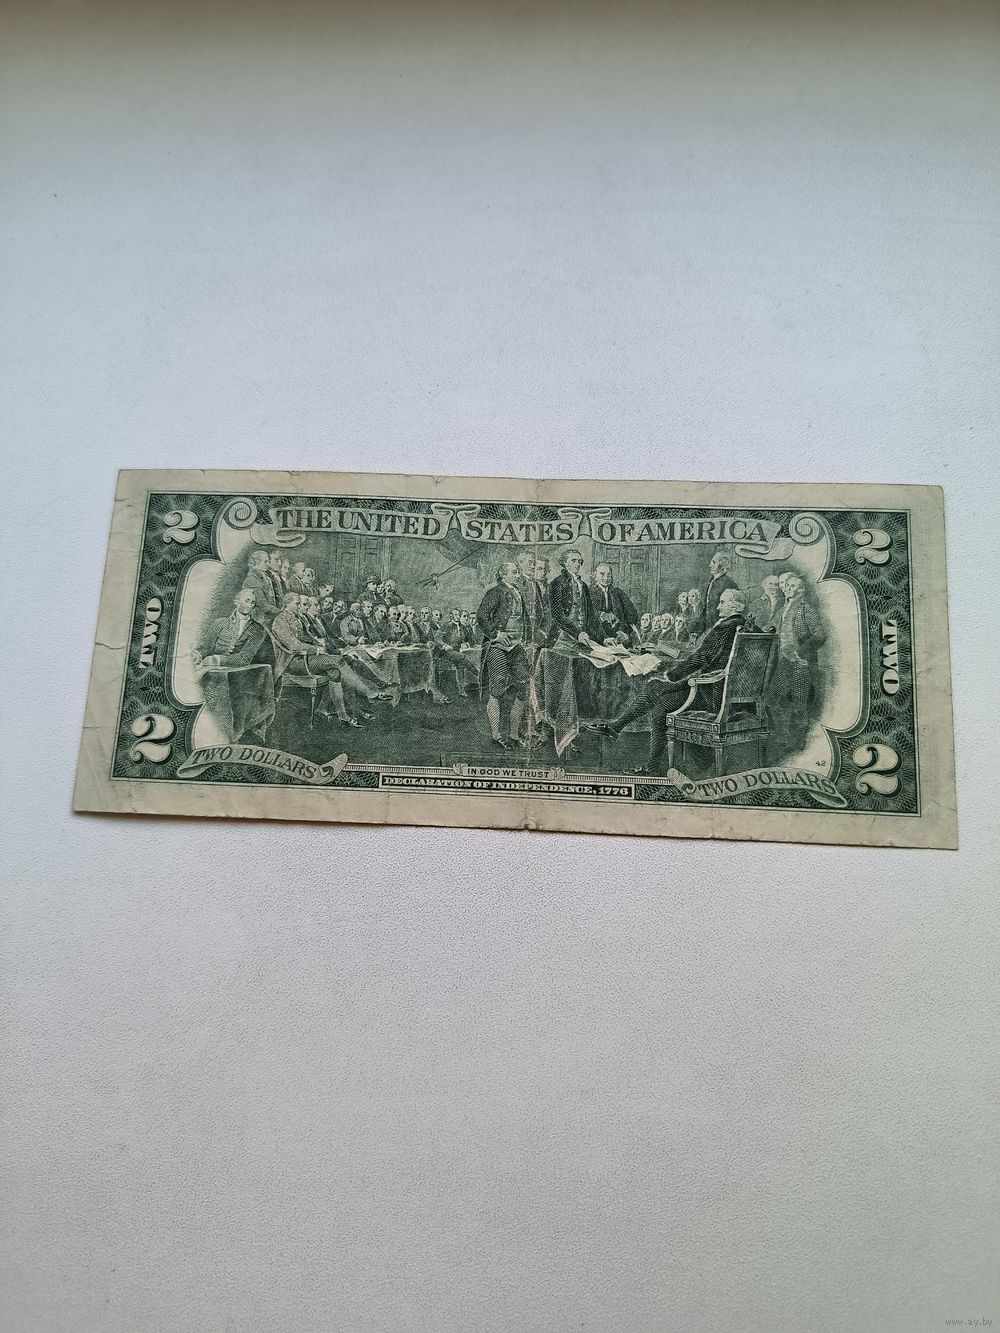 THE UNITED STATES OF AMERICA
2
2
TWO
TWO
2
2
TWO DOLLARS
IN GOD WE TRUST
DECLARATION OF INDEPENDENCE, 1776
TWO DOLLARS
42
www.ay.by